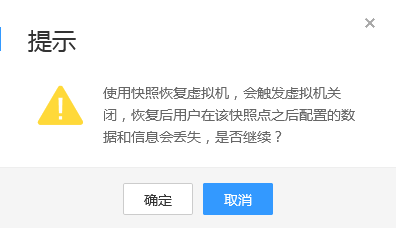 提示
使用快照恢复虚拟机，会触发虚拟机关
闭，恢复后用户在该快照点之后配置的数
据和信息会丢失，是否继续？
确定
取消